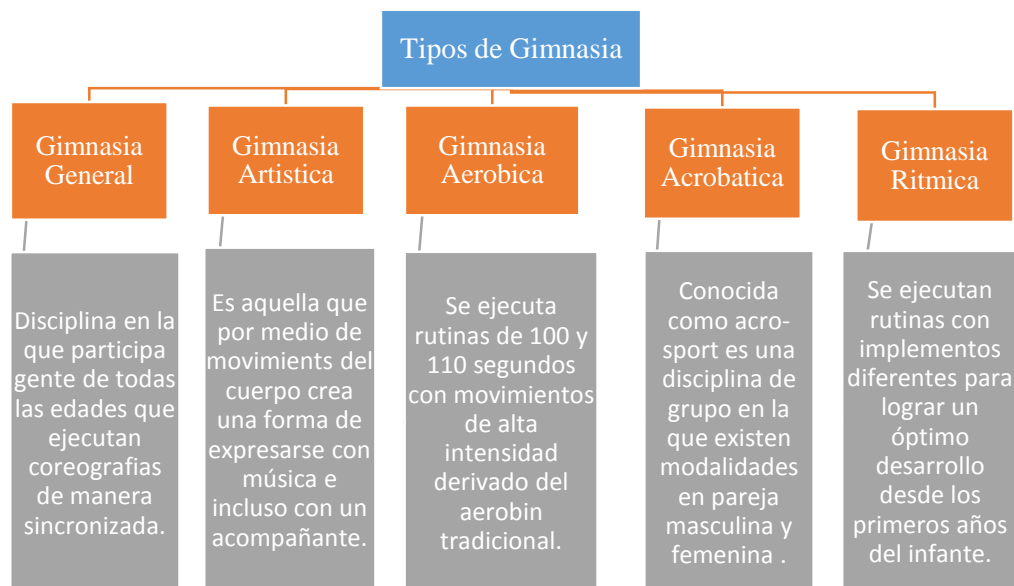 Tipos de Gimnasia
Gimnasia
General
Gimnasia
Artistica
Gimnasia
Aerobica
Gimnasia
Acrobatica
Gimnasia
Ritmica
Disciplina en la
que participa
gente de todas
las edades que
ejecutan
coreografias
de manera
sincronizada.
Es aquella que
por medio de
movimients del
cuerpo crea
una forma de
expresarse con
música e
incluso con un
acompañante.
Se ejecuta
rutinas de 100 y
110 segundos
con movimientos
de alta
intensidad
derivado del
aerobin
tradicional.
Conocida
como acro-
sport es una
disciplina de
grupo en la
que existen
modalidades
en pareja
masculina y
femenina .
Se ejecutan
rutinas con
implementos
diferentes para
lograr un
óptimo
desarrollo
desde los
primeros años
del infante.